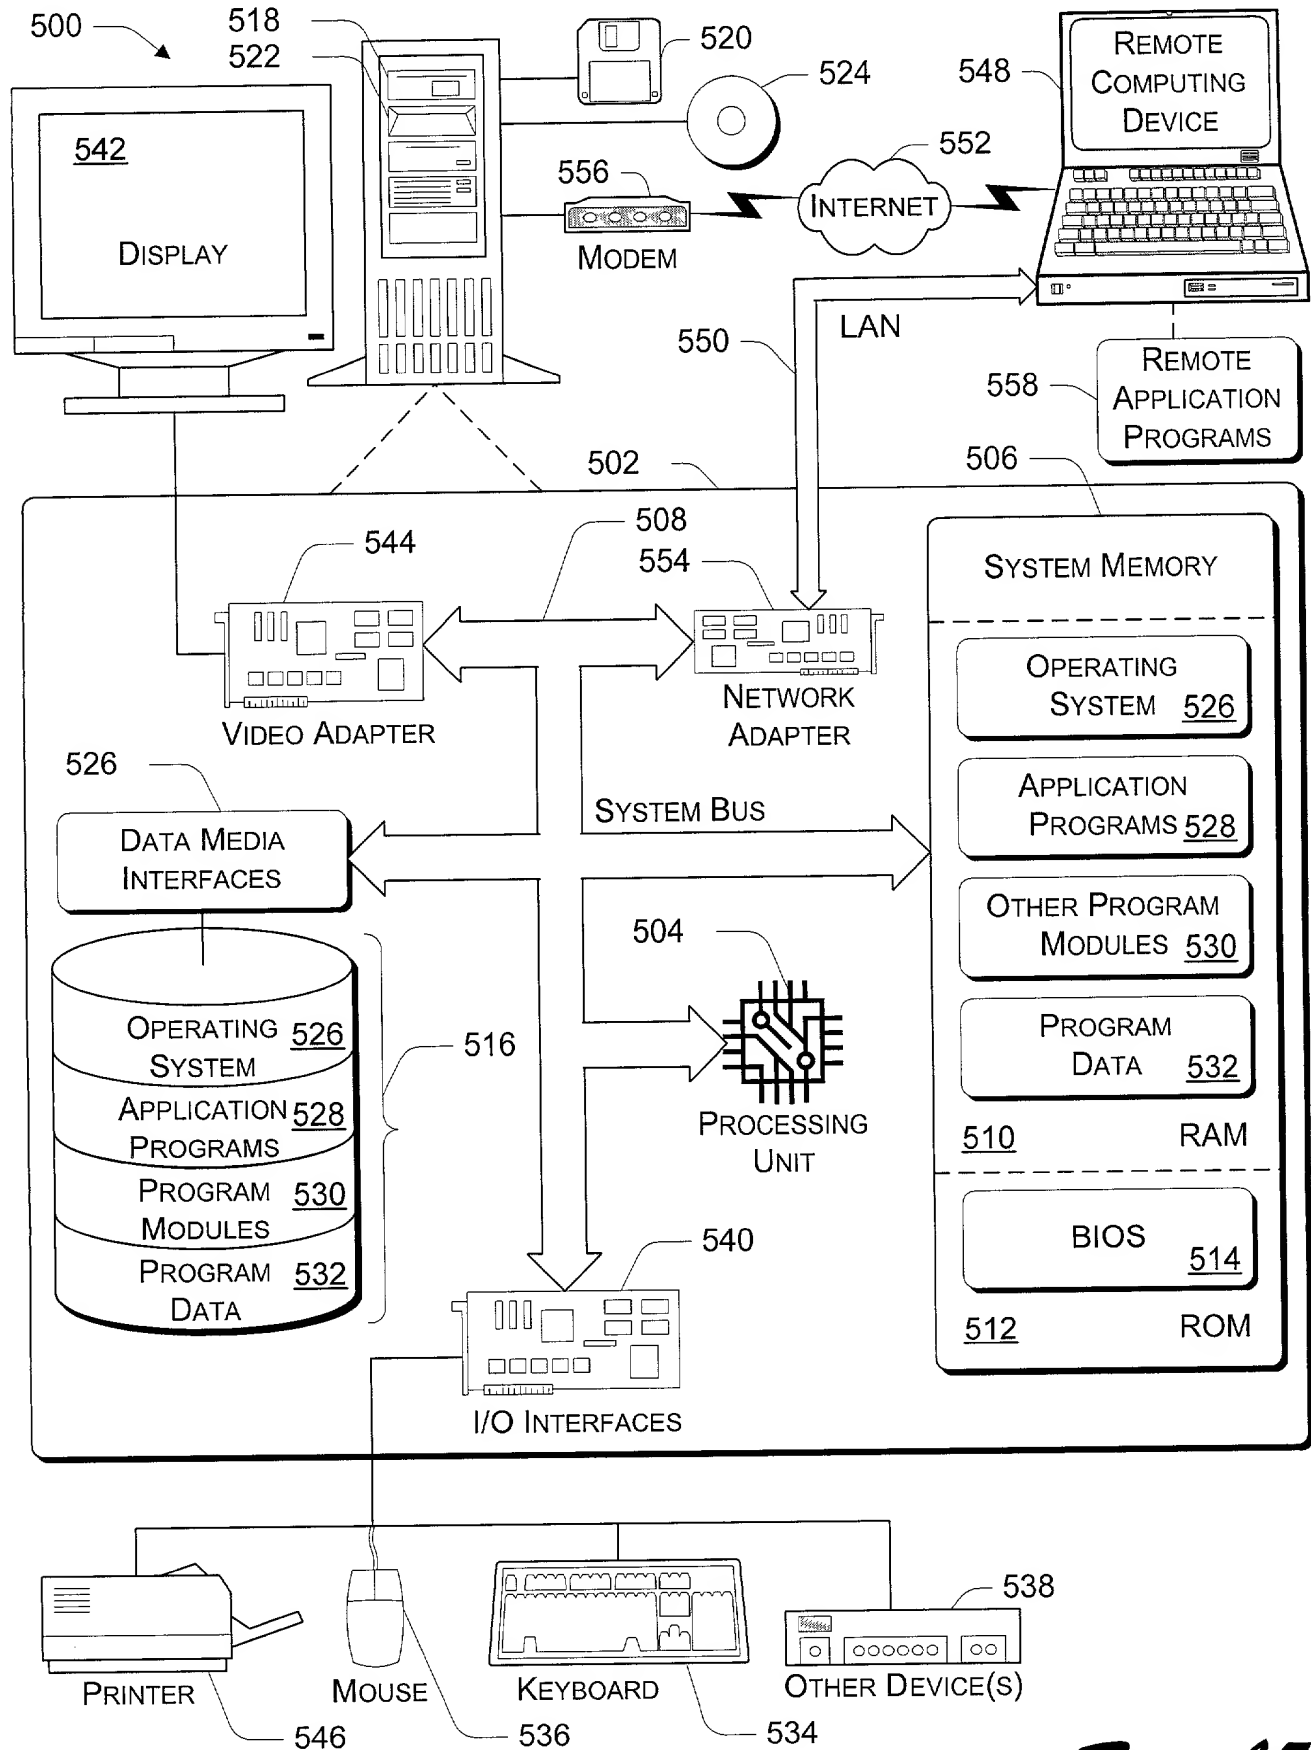 500
518
522
520
524
548
REMOTE
COMPUTING
DEVICE
542
DISPLAY
556
MODEM
552
INTERNET
550
LAN
558
REMOTE
APPLICATION
PROGRAMS
502
506
544
508
554
VIDEO ADAPTER
NETWORK
ADAPTER
SYSTEM MEMORY
OPERATING
SYSTEM 526
APPLICATION
PROGRAMS 528
OTHER PROGRAM
MODULES 530
PROGRAM
DATA 532
510 RAM
BIOS
514
512 ROM
526
DATA MEDIA
INTERFACES
SYSTEM BUS
504
PROCESSING
UNIT
OPERATING
SYSTEM 526
APPLICATION
PROGRAMS 528
PROGRAM
MODULES 530
PROGRAM
DATA 532
516
540
I/O INTERFACES
PRINTER
546
MOUSE
536
KEYBOARD
534
538
OTHER DEVICE(S)